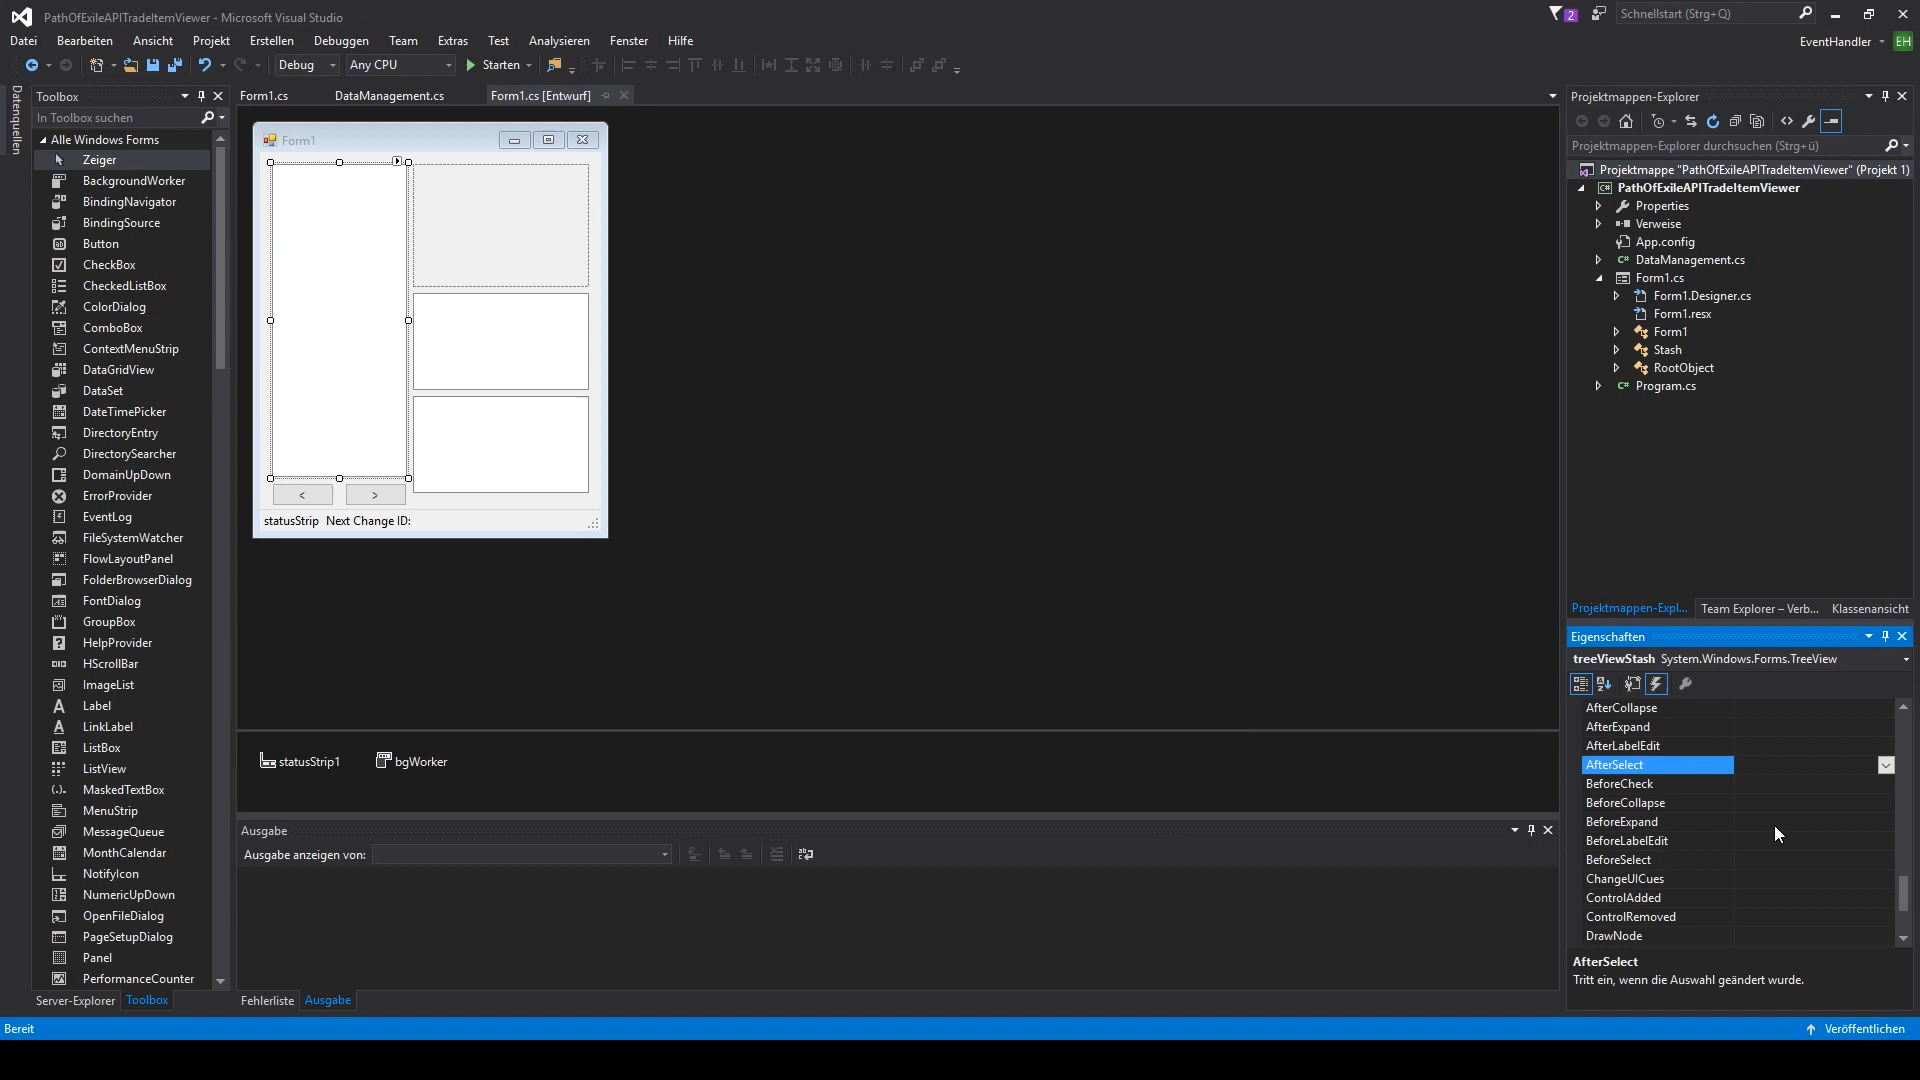 PathOfExileAPITradeItemViewer - Microsoft Visual Studio
2
Schnellstart (Strg+Q)
Datei Bearbeiten Ansicht Projekt Erstellen Debuggen Team Extras Test Analysieren Fenster Hilfe
EventHandler EH
Debug Any CPU Starten
Datenquellen
Toolbox
In Toolbox suchen
Alle Windows Forms
Zeiger
BackgroundWorker
BindingNavigator
BindingSource
Button
CheckBox
CheckedListBox
ColorDialog
ComboBox
ContextMenuStrip
DataGridView
DataSet
DateTimePicker
DirectoryEntry
DirectorySearcher
DomainUpDown
ErrorProvider
EventLog
FileSystemWatcher
FlowLayoutPanel
FolderBrowserDialog
FontDialog
GroupBox
HelpProvider
HScrollBar
ImageList
Label
LinkLabel
ListBox
ListView
MaskedTextBox
MenuStrip
MessageQueue
MonthCalendar
NotifyIcon
NumericUpDown
OpenFileDialog
PageSetupDialog
Panel
PerformanceCounter
Server-Explorer Toolbox
Form1.cs DataManagement.cs Form1.cs [Entwurf]
Form1
< >
statusStrip Next Change ID:
statusStrip1 bgWorker
Ausgabe
Ausgabe anzeigen von:
Fehlerliste Ausgabe
Projektmappen-Explorer
Projektmappen-Explorer durchsuchen (Strg+ü)
Projektmappe "PathOfExileAPITradeItemViewer" (Projekt 1)
PathOfExileAPITradeItemViewer
Properties
Verweise
App.config
DataManagement.cs
Form1.cs
Form1.Designer.cs
Form1.resx
Form1
Stash
RootObject
Program.cs
Projektmappen-Expl... Team Explorer – Verb... Klassenansicht
Eigenschaften
treeViewStash System.Windows.Forms.TreeView
AfterCollapse
AfterExpand
AfterLabelEdit
AfterSelect
BeforeCheck
BeforeCollapse
BeforeExpand
BeforeLabelEdit
BeforeSelect
ChangeUICues
ControlAdded
ControlRemoved
DrawNode
AfterSelect
Tritt ein, wenn die Auswahl geändert wurde.
Bereit
Veröffentlichen